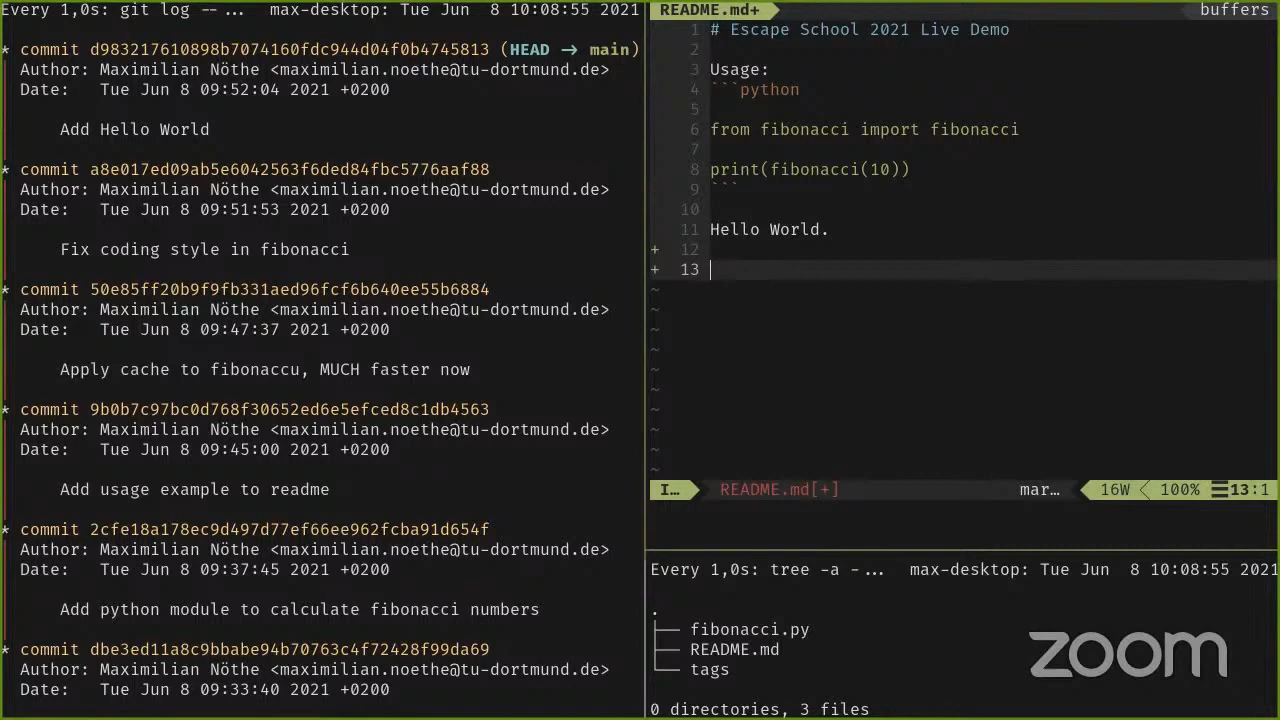 Every 1,0s: git log --... max-desktop: Tue Jun 8 10:08:55 2021
* commit d983217610898b7074160fdc944d04f0b4745813 (HEAD → main)
Author: Maximilian Nöthe <maximilian.noethe@tu-dortmund.de>
Date: Tue Jun 8 09:52:04 2021 +0200
Add Hello World
* commit a8e017ed09ab5e6042563f6ded84fbc5776aaf88
Author: Maximilian Nöthe <maximilian.noethe@tu-dortmund.de>
Date: Tue Jun 8 09:51:53 2021 +0200
Fix coding style in fibonacci
* commit 50e85ff20b9f9fb331aed96fcf6b640ee55b6884
Author: Maximilian Nöthe <maximilian.noethe@tu-dortmund.de>
Date: Tue Jun 8 09:47:37 2021 +0200
Apply cache to fibonaccu, MUCH faster now
* commit 9b0b7c97bc0d768f30652ed6e5efced8c1db4563
Author: Maximilian Nöthe <maximilian.noethe@tu-dortmund.de>
Date: Tue Jun 8 09:45:00 2021 +0200
Add usage example to readme
* commit 2cfe18a178ec9d497d77ef66ee962fcba91d654f
Author: Maximilian Nöthe <maximilian.noethe@tu-dortmund.de>
Date: Tue Jun 8 09:37:45 2021 +0200
Add python module to calculate fibonacci numbers
* commit dbe3ed11a8c9bbabe94b70763c4f72428f99da69
Author: Maximilian Nöthe <maximilian.noethe@tu-dortmund.de>
Date: Tue Jun 8 09:33:40 2021 +0200
README.md+ buffers
1 # Escape School 2021 Live Demo
2
3 Usage:
4 ```python
5
6 from fibonacci import fibonacci
7
8 print(fibonacci(10))
9 ```
10
11 Hello World.
+ 12
+ 13
~
~
~
~
~
~
~
~
~
~
I… README.md[+] mar… 16W 100% ☰13:1
Every 1,0s: tree -a -... max-desktop: Tue Jun 8 10:08:55 2021
.
├── fibonacci.py
├── README.md
└── tags
0 directories, 3 files
zoom